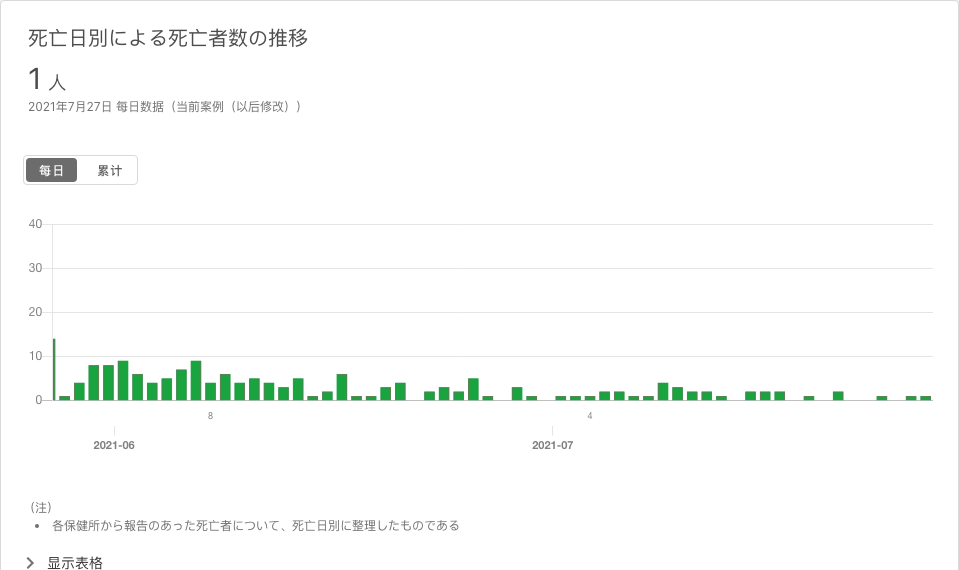 死亡日別による死亡者数の推移
1 人
2021年7月27日 每日数据（当前案例（以后修改））
每日 累计
40
30
20
10
0
8 4
2021-06 2021-07
（注）
• 各保健所から報告のあった死亡者について、死亡日別に整理したものである
显示表格